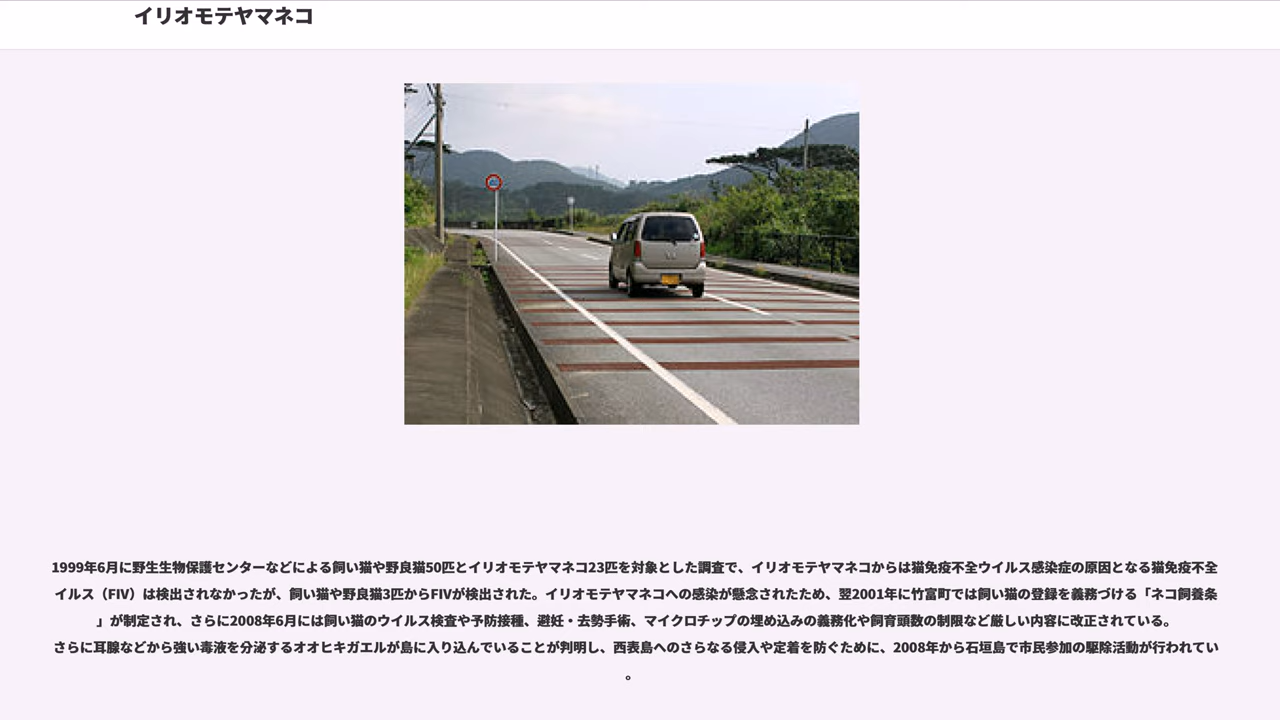 イリオモテヤマネコ
1999年6月に野生生物保護センターなどによる飼い猫や野良猫50匹とイリオモテヤマネコ23匹を対象とした調査で、イリオモテヤマネコからは猫免疫不全ウイルス感染症の原因となる猫免疫不全
イルス（FIV）は検出されなかったが、飼い猫や野良猫3匹からFIVが検出された。イリオモテヤマネコへの感染が懸念されたため、翌2001年に竹富町では飼い猫の登録を義務づける「ネコ飼養条
」が制定され、さらに2008年6月には飼い猫のウイルス検査や予防接種、避妊・去勢手術、マイクロチップの埋め込みの義務化や飼育頭数の制限など厳しい内容に改正されている。
さらに耳腺などから強い毒液を分泌するオオヒキガエルが島に入り込んでいることが判明し、西表島へのさらなる侵入や定着を防ぐために、2008年から石垣島で市民参加の駆除活動が行われてい
。